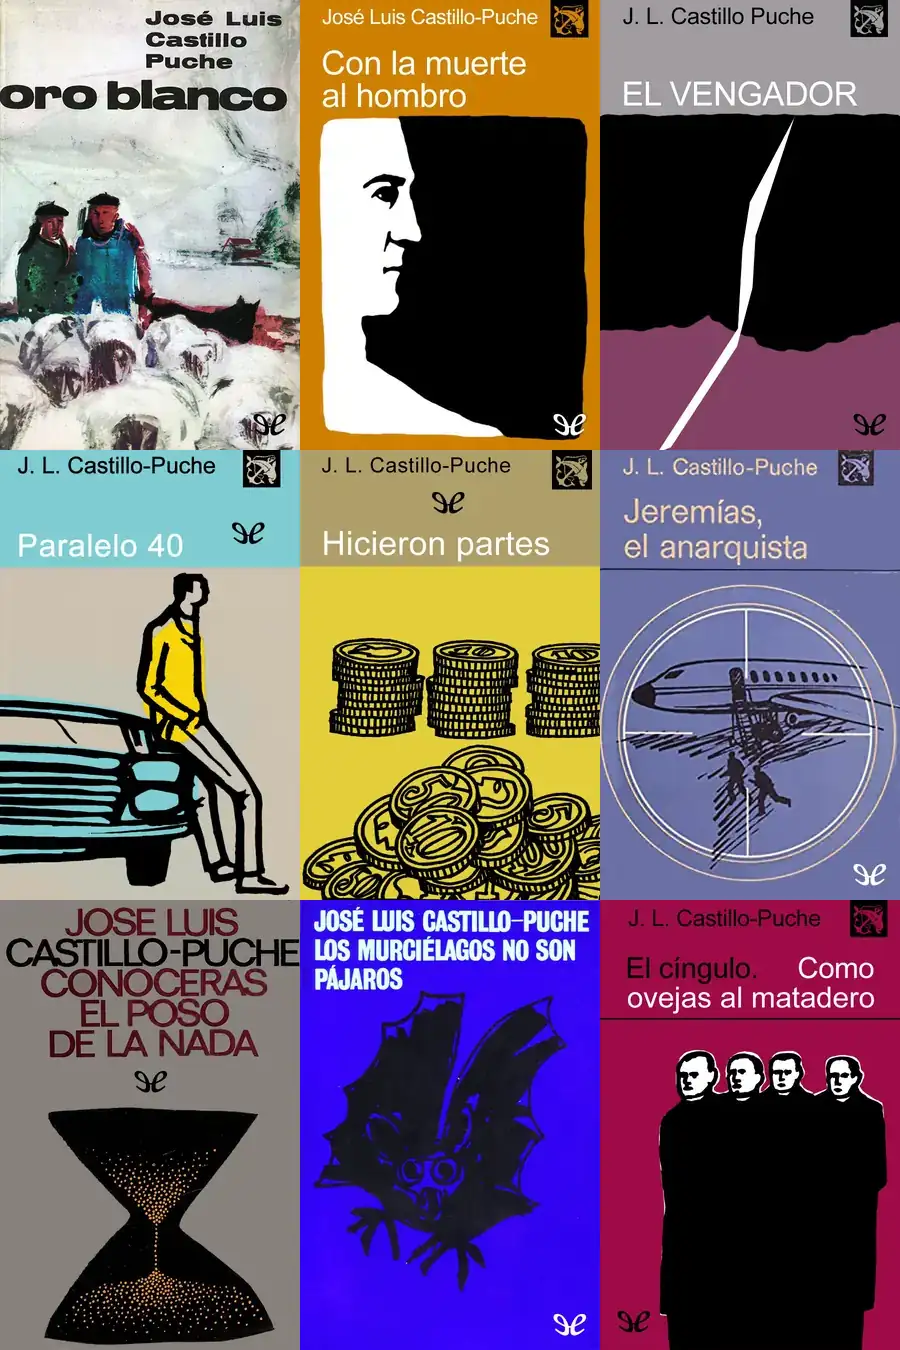 José Luis
Castillo
Puche
oro blanco
José Luis Castillo-Puche
Con la muerte
al hombro
J. L. Castillo Puche
EL VENGADOR
J. L. Castillo-Puche
Paralelo 40
J. L. Castillo-Puche
Hicieron partes
J. L. Castillo-Puche
Jeremías,
el anarquista
JOSE LUIS
CASTILLO-PUCHE
CONOCERAS
EL POSO
DE LA NADA
JOSÉ LUIS CASTILLO-PUCHE
LOS MURCIÉLAGOS NO SON
PÁJAROS
J. L. Castillo-Puche
El cíngulo. Como
ovejas al matadero